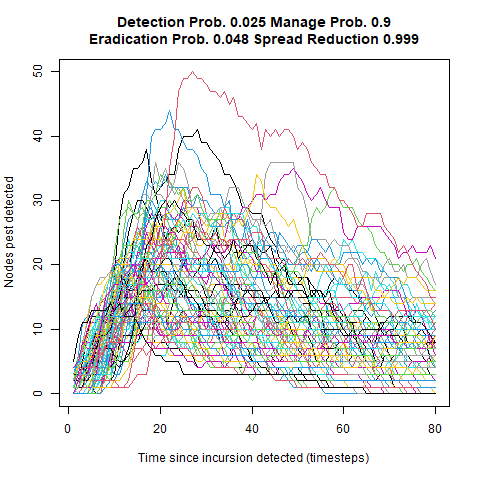 Detection Prob. 0.025 Manage Prob. 0.9
Eradication Prob. 0.048 Spread Reduction 0.999
Nodes pest detected
50
40
30
20
10
0
0 20 40 60 80
Time since incursion detected (timesteps)